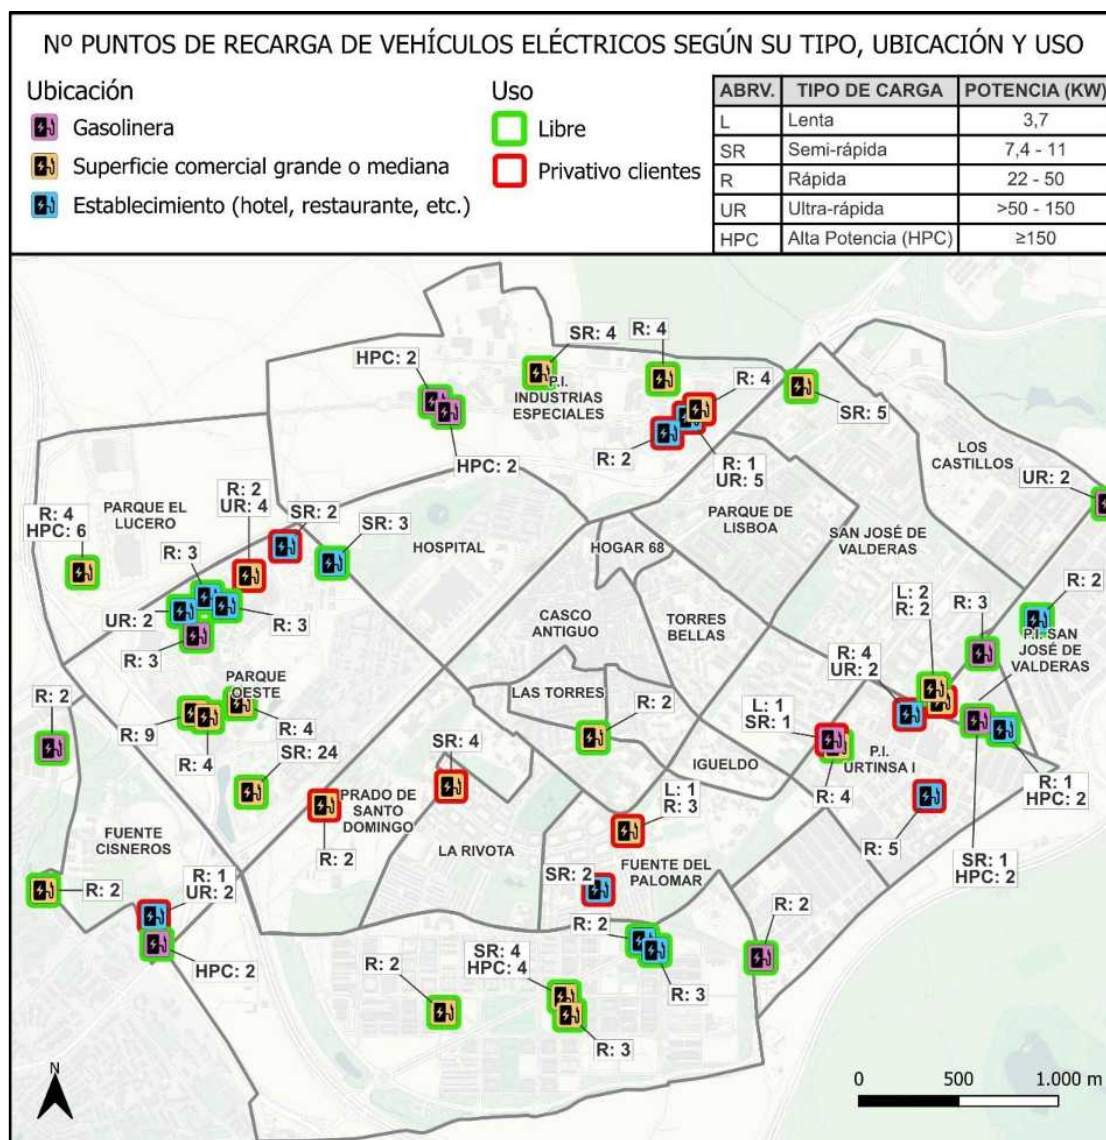 Nº PUNTOS DE RECARGA DE VEHÍCULOS ELÉCTRICOS SEGÚN SU TIPO, UBICACIÓN Y USO
Ubicación
Gasolinera
Superficie comercial grande o mediana
Establecimiento (hotel, restaurante, etc.)
Uso
Libre
Privativo clientes
ABRV. TIPO DE CARGA POTENCIA (KW)
L Lenta 3,7
SR Semi-rápida 7,4 - 11
R Rápida 22 - 50
UR Ultra-rápida >50 - 150
HPC Alta Potencia (HPC) ≥150
SR: 4
R: 4
HPC: 2
P.I.
INDUSTRIAS
ESPECIALES
R: 4
SR: 5
HPC: 2
R: 2
R: 1
UR: 5
LOS
CASTILLOS
UR: 2
R: 4
HPC: 6
PARQUE EL
LUCERO
R: 2
UR: 4
SR: 2
SR: 3
HOSPITAL
HOGAR 68
PARQUE DE
LISBOA
SAN JOSÉ DE
VALDERAS
R: 3
UR: 2
R: 3
R: 3
CASCO
ANTIGUO
TORRES
BELLAS
L: 2
R: 2
R: 3
R: 2
P.I. SAN
JOSÉ DE
VALDERAS
R: 2
PARQUE
OESTE
R: 9
R: 4
R: 4
LAS TORRES
R: 2
R: 4
UR: 2
L: 1
SR: 1
IGUELDO
P.I.
URTINSA I
R: 4
R: 1
HPC: 2
SR: 24
SR: 4
PRADO DE
SANTO
DOMINGO
R: 2
L: 1
R: 3
R: 5
SR: 1
HPC: 2
FUENTE
CISNEROS
LA RIVOTA
FUENTE DEL
PALOMAR
SR: 2
R: 2
R: 1
UR: 2
HPC: 2
R: 2
R: 2
R: 3
SR: 4
HPC: 4
R: 2
R: 3
N
0 500 1.000 m